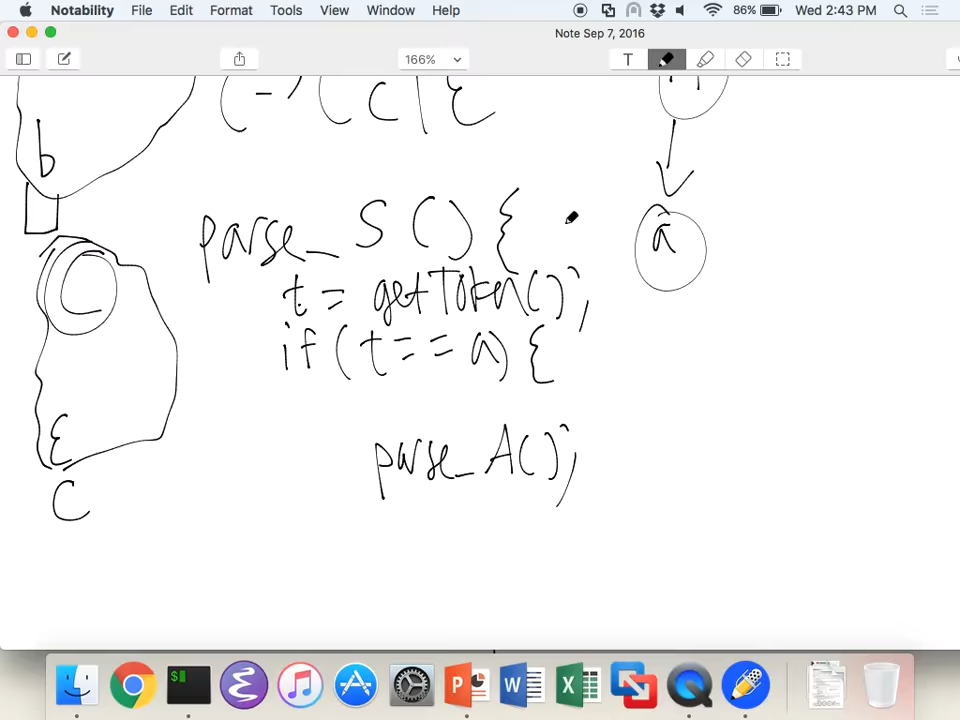 Notability File Edit Format Tools View Window Help 86% Wed 2:43 PM
Note Sep 7, 2016
166% T
C | ε
b
a
parse_S() {
t = getToken();
if (t == a) {
C
parse_A();
ε
C
$ P W X